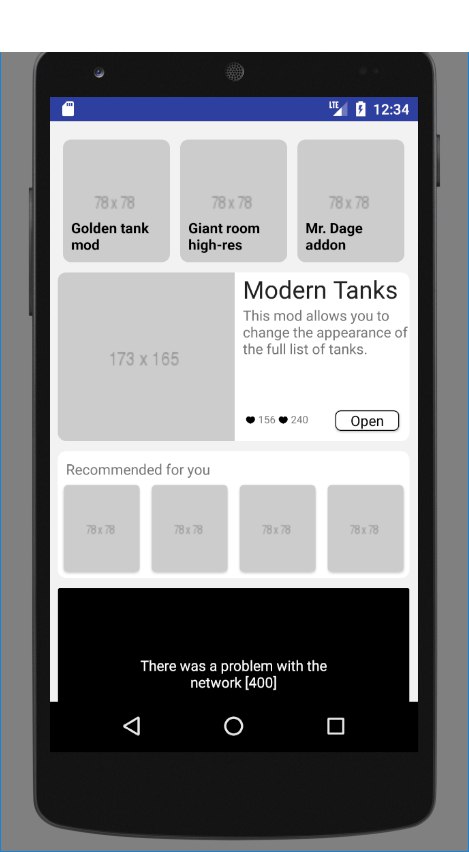 LTE 12:34
78 x 78 78 x 78 78 x 78
Golden tank Giant room Mr. Dage
mod high-res addon
Modern Tanks
This mod allows you to
change the appearance of
the full list of tanks.
173 x 165
156 240 Open
Recommended for you
78 x 78 78 x 78 78 x 78 78 x 78
There was a problem with the
network [400]